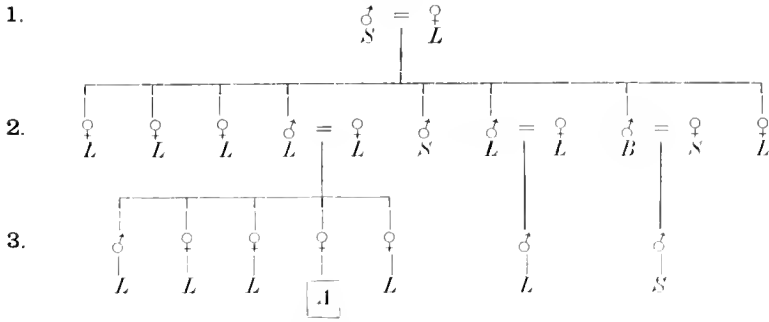 1. ♂ = ♀
S L
2. ♀ ♀ ♀ ♂ = ♀ ♂ ♂ = ♀ ♂ = ♀ ♀
L L L L L S L L B S L
3. ♂ ♀ ♀ ♀ ♀ ♂ ♂
L L L A L L S